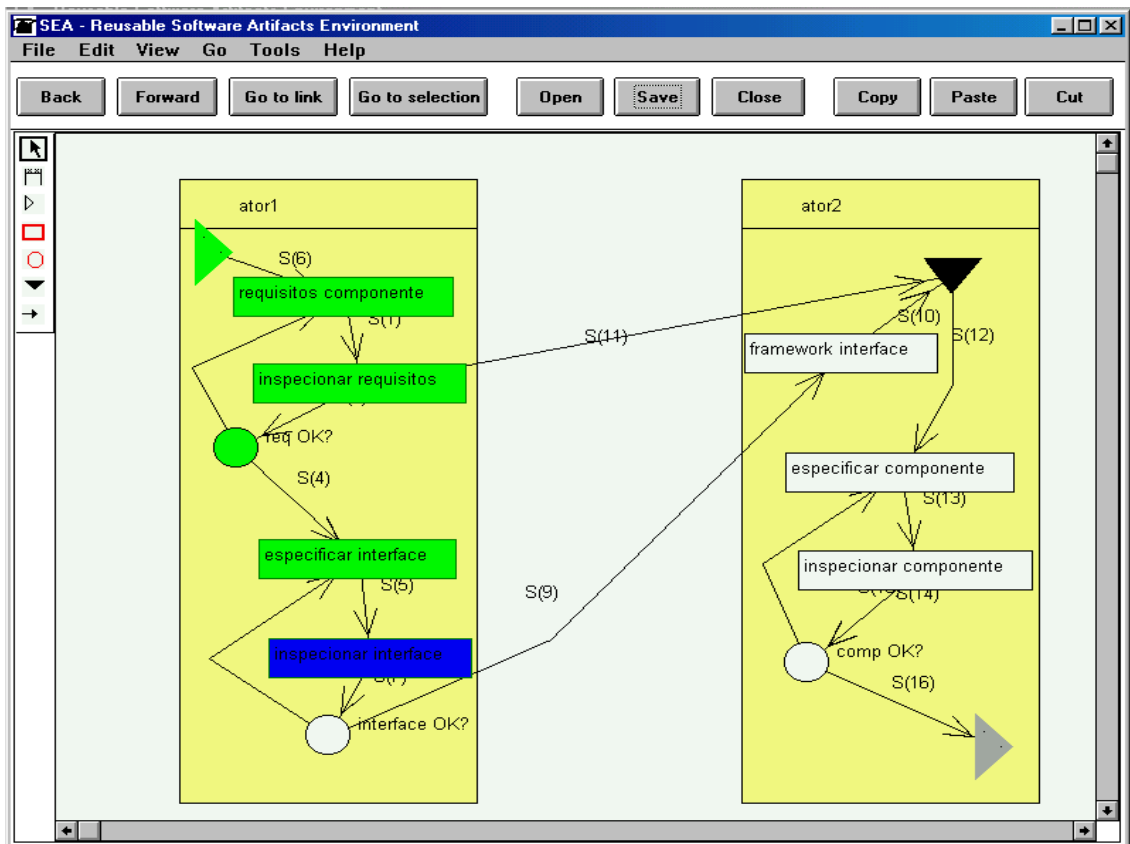 SEA - Reusable Software Artifacts Environment
File Edit View Go Tools Help
Back Forward Go to link Go to selection Open Save Close Copy Paste Cut
ator1
S(6)
requisitos componente
S(1)
inspecionar requisitos
req OK?
S(4)
especificar interface
S(5)
inspecionar interface
interface OK?
S(11)
S(9)
ator2
S(10)
S(12)
framework interface
especificar componente
S(13)
inspecionar componente
S(14)
comp OK?
S(16)